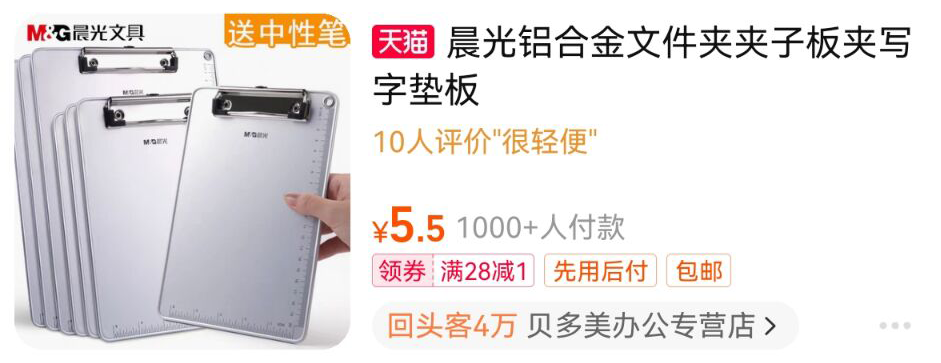 M&G晨光文具
送中性笔
M&G晨光
M&G晨光
M&G晨光
天猫 晨光铝合金文件夹夹子板夹写
字垫板
10人评价"很轻便"
¥5.5 1000+人付款
领券 满28减1 先用后付 包邮
回头客4万 贝多美办公专营店 >